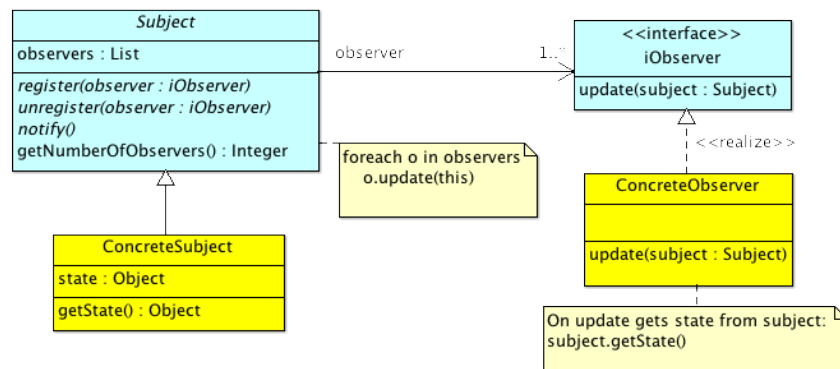 Subject
observers : List
register(observer : iObserver)
unregister(observer : iObserver)
notify()
getNumberOfObservers() : Integer
observer
1..*
<<interface>>
iObserver
update(subject : Subject)
foreach o in observers
o.update(this)
<<realize>>
ConcreteSubject
state : Object
getState() : Object
ConcreteObserver
update(subject : Subject)
On update gets state from subject:
subject.getState()